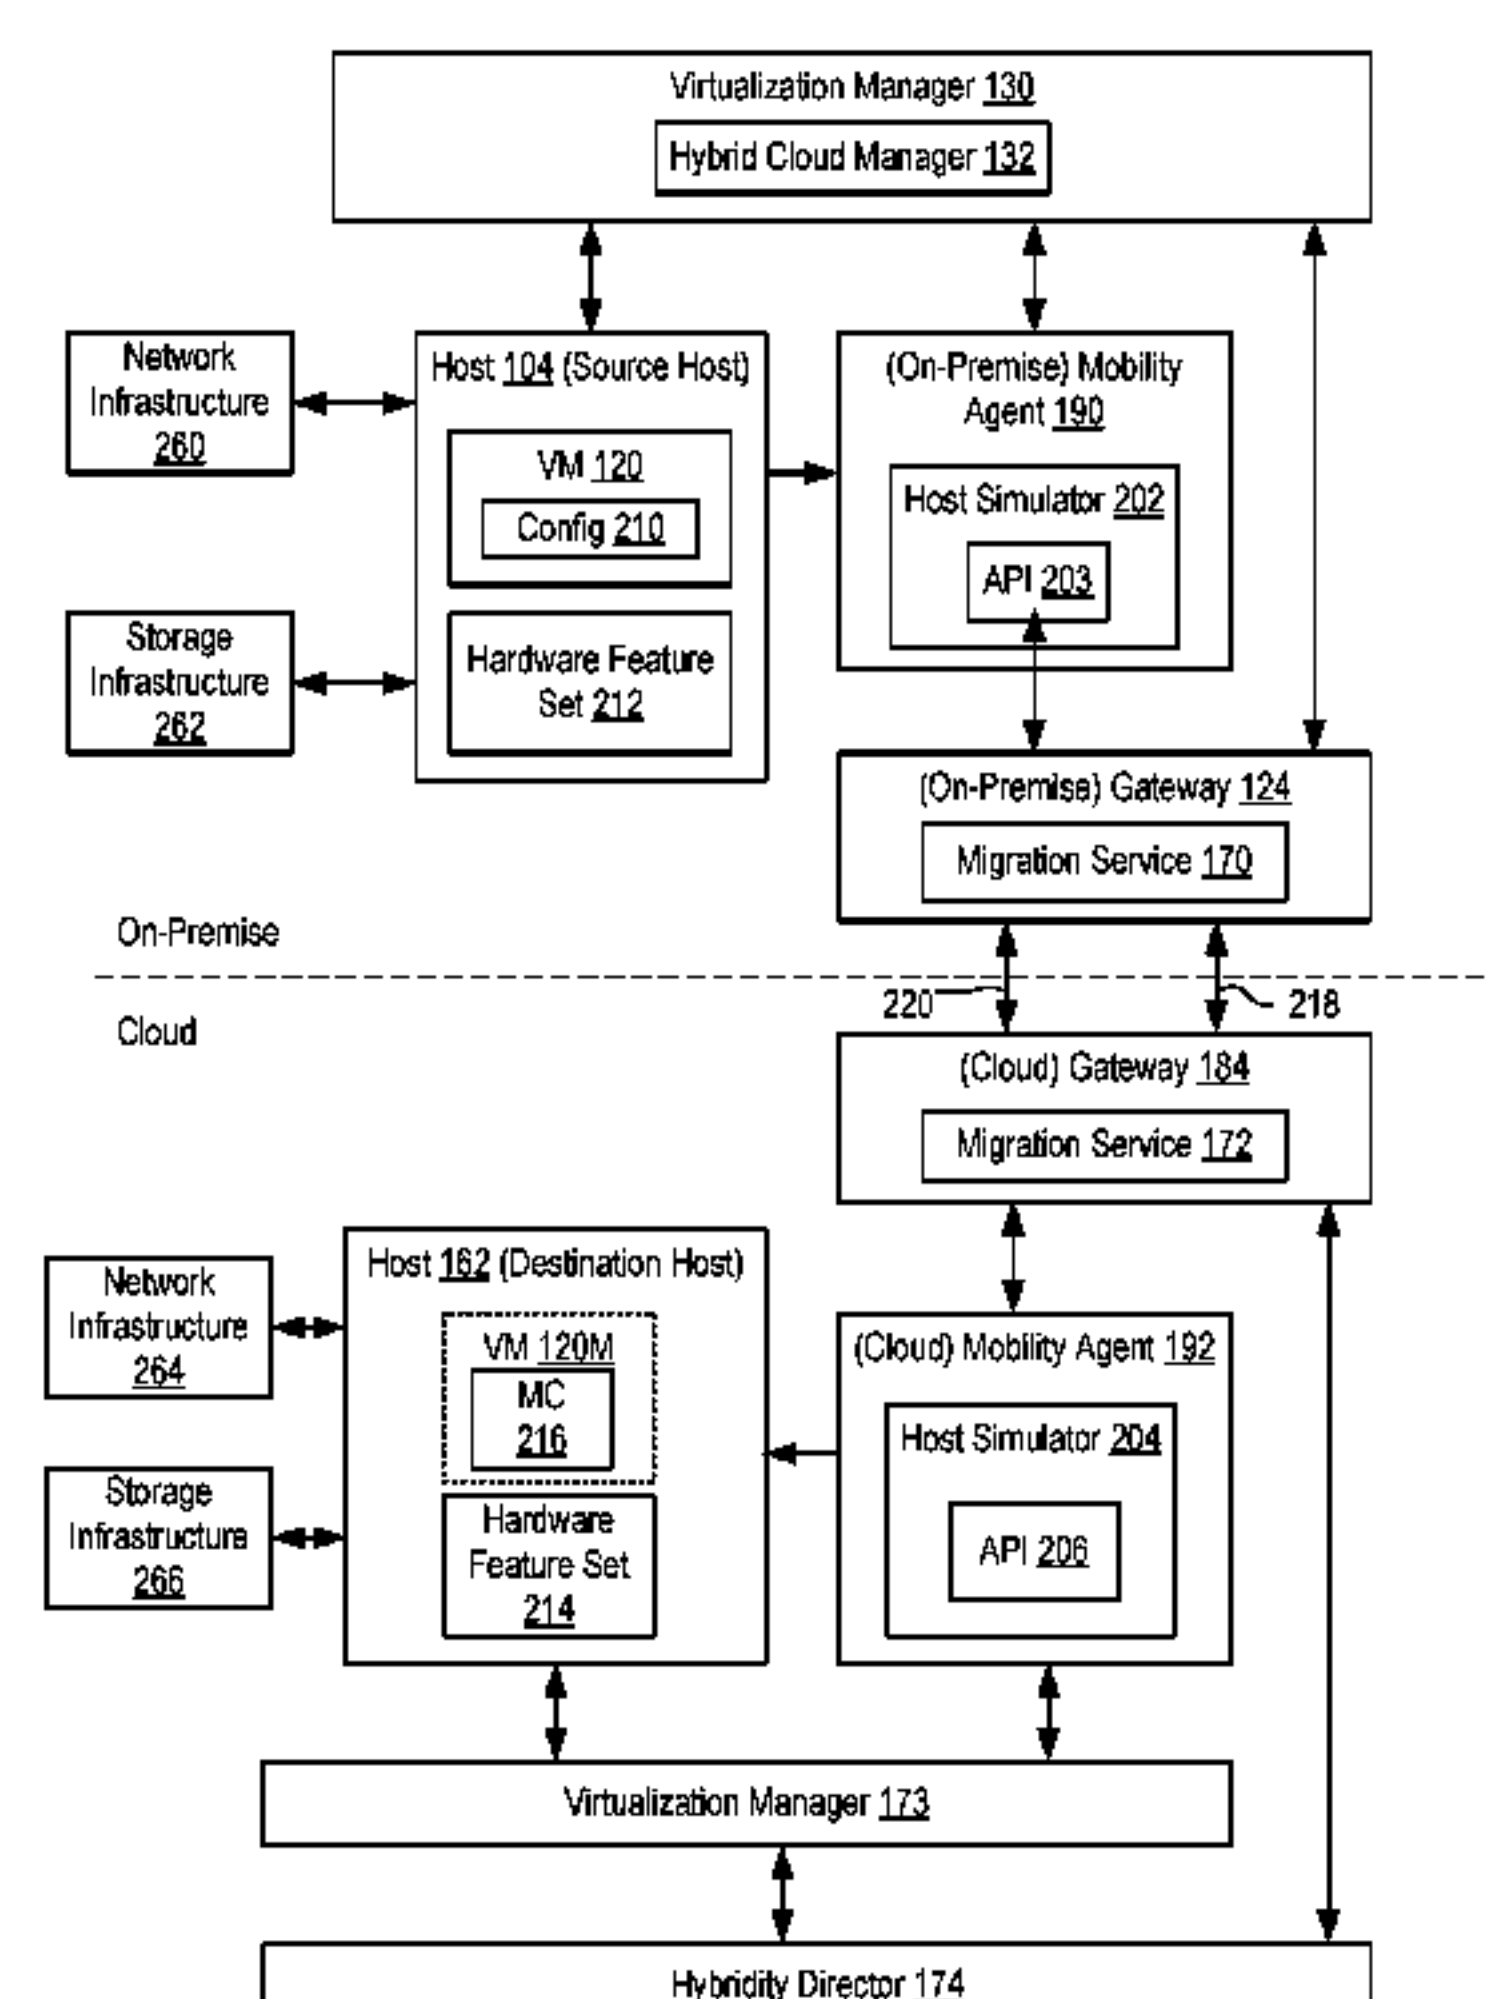 Virtualization Manager 130
Hybrid Cloud Manager 132
Network
Infrastructure
260
Host 104 (Source Host)
VM 120
Config 210
Hardware Feature
Set 212
Storage
Infrastructure
262
(On-Premise) Mobility
Agent 190
Host Simulator 202
API 203
(On-Premise) Gateway 124
Migration Service 170
On-Premise
220
218
Cloud
(Cloud) Gateway 184
Migration Service 172
Network
Infrastructure
264
Storage
Infrastructure
266
Host 162 (Destination Host)
VM 120M
MC
216
Hardware
Feature Set
214
(Cloud) Mobility Agent 192
Host Simulator 204
API 206
Virtualization Manager 173
Hybridity Director 174